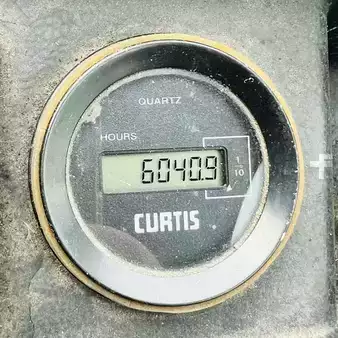 QUARTZ
HOURS
6040.9
1
10
CURTIS